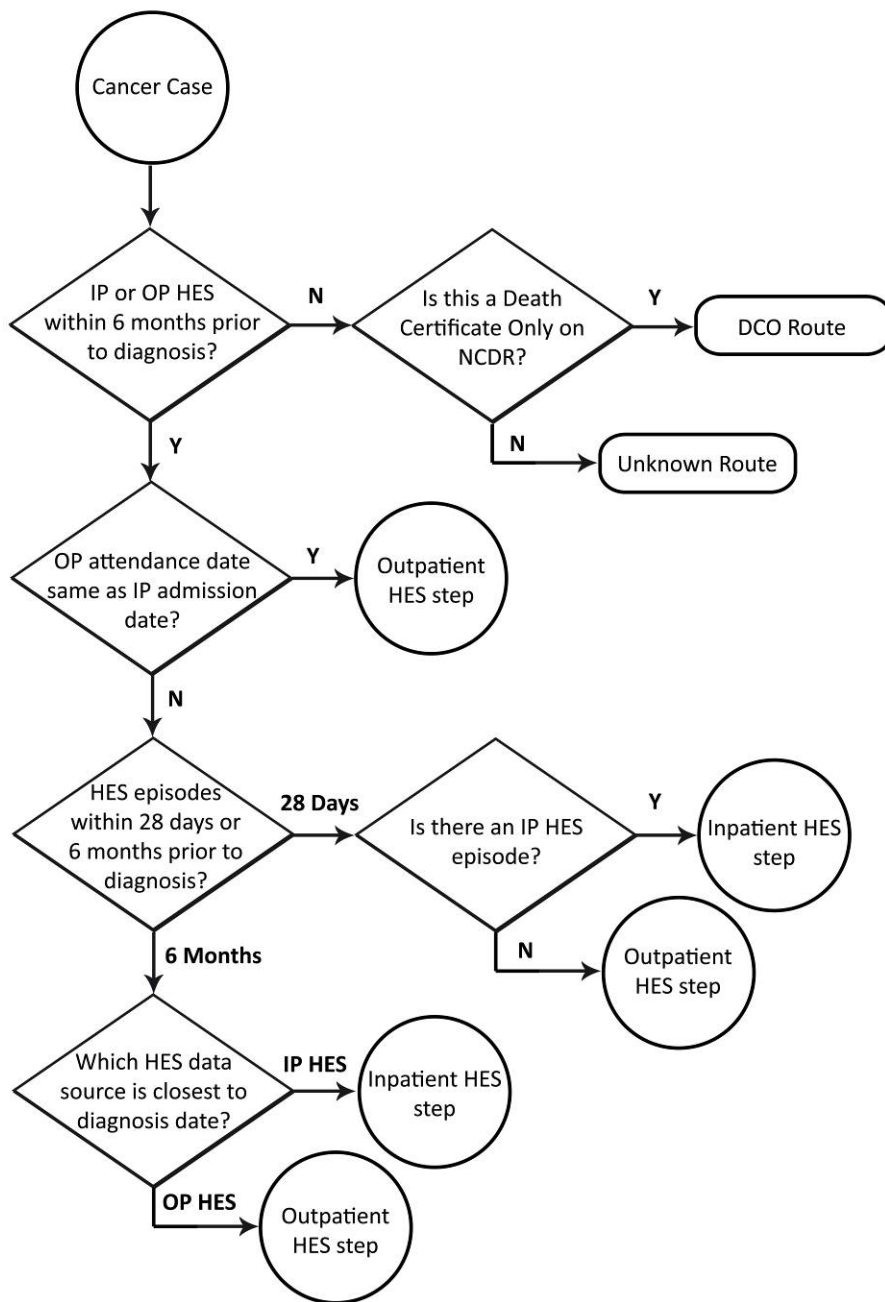 Cancer Case
IP or OP HES
within 6 months prior
to diagnosis?
N
Is this a Death
Certificate Only on
NCDR?
Y
DCO Route
N
Unknown Route
Y
OP attendance date
same as IP admission
date?
Y
Outpatient
HES step
N
HES episodes
within 28 days or
6 months prior to
diagnosis?
28 Days
Is there an IP HES
episode?
Y
Inpatient HES
step
N
Outpatient
HES step
6 Months
Which HES data
source is closest to
diagnosis date?
IP HES
Inpatient HES
step
OP HES
Outpatient
HES step